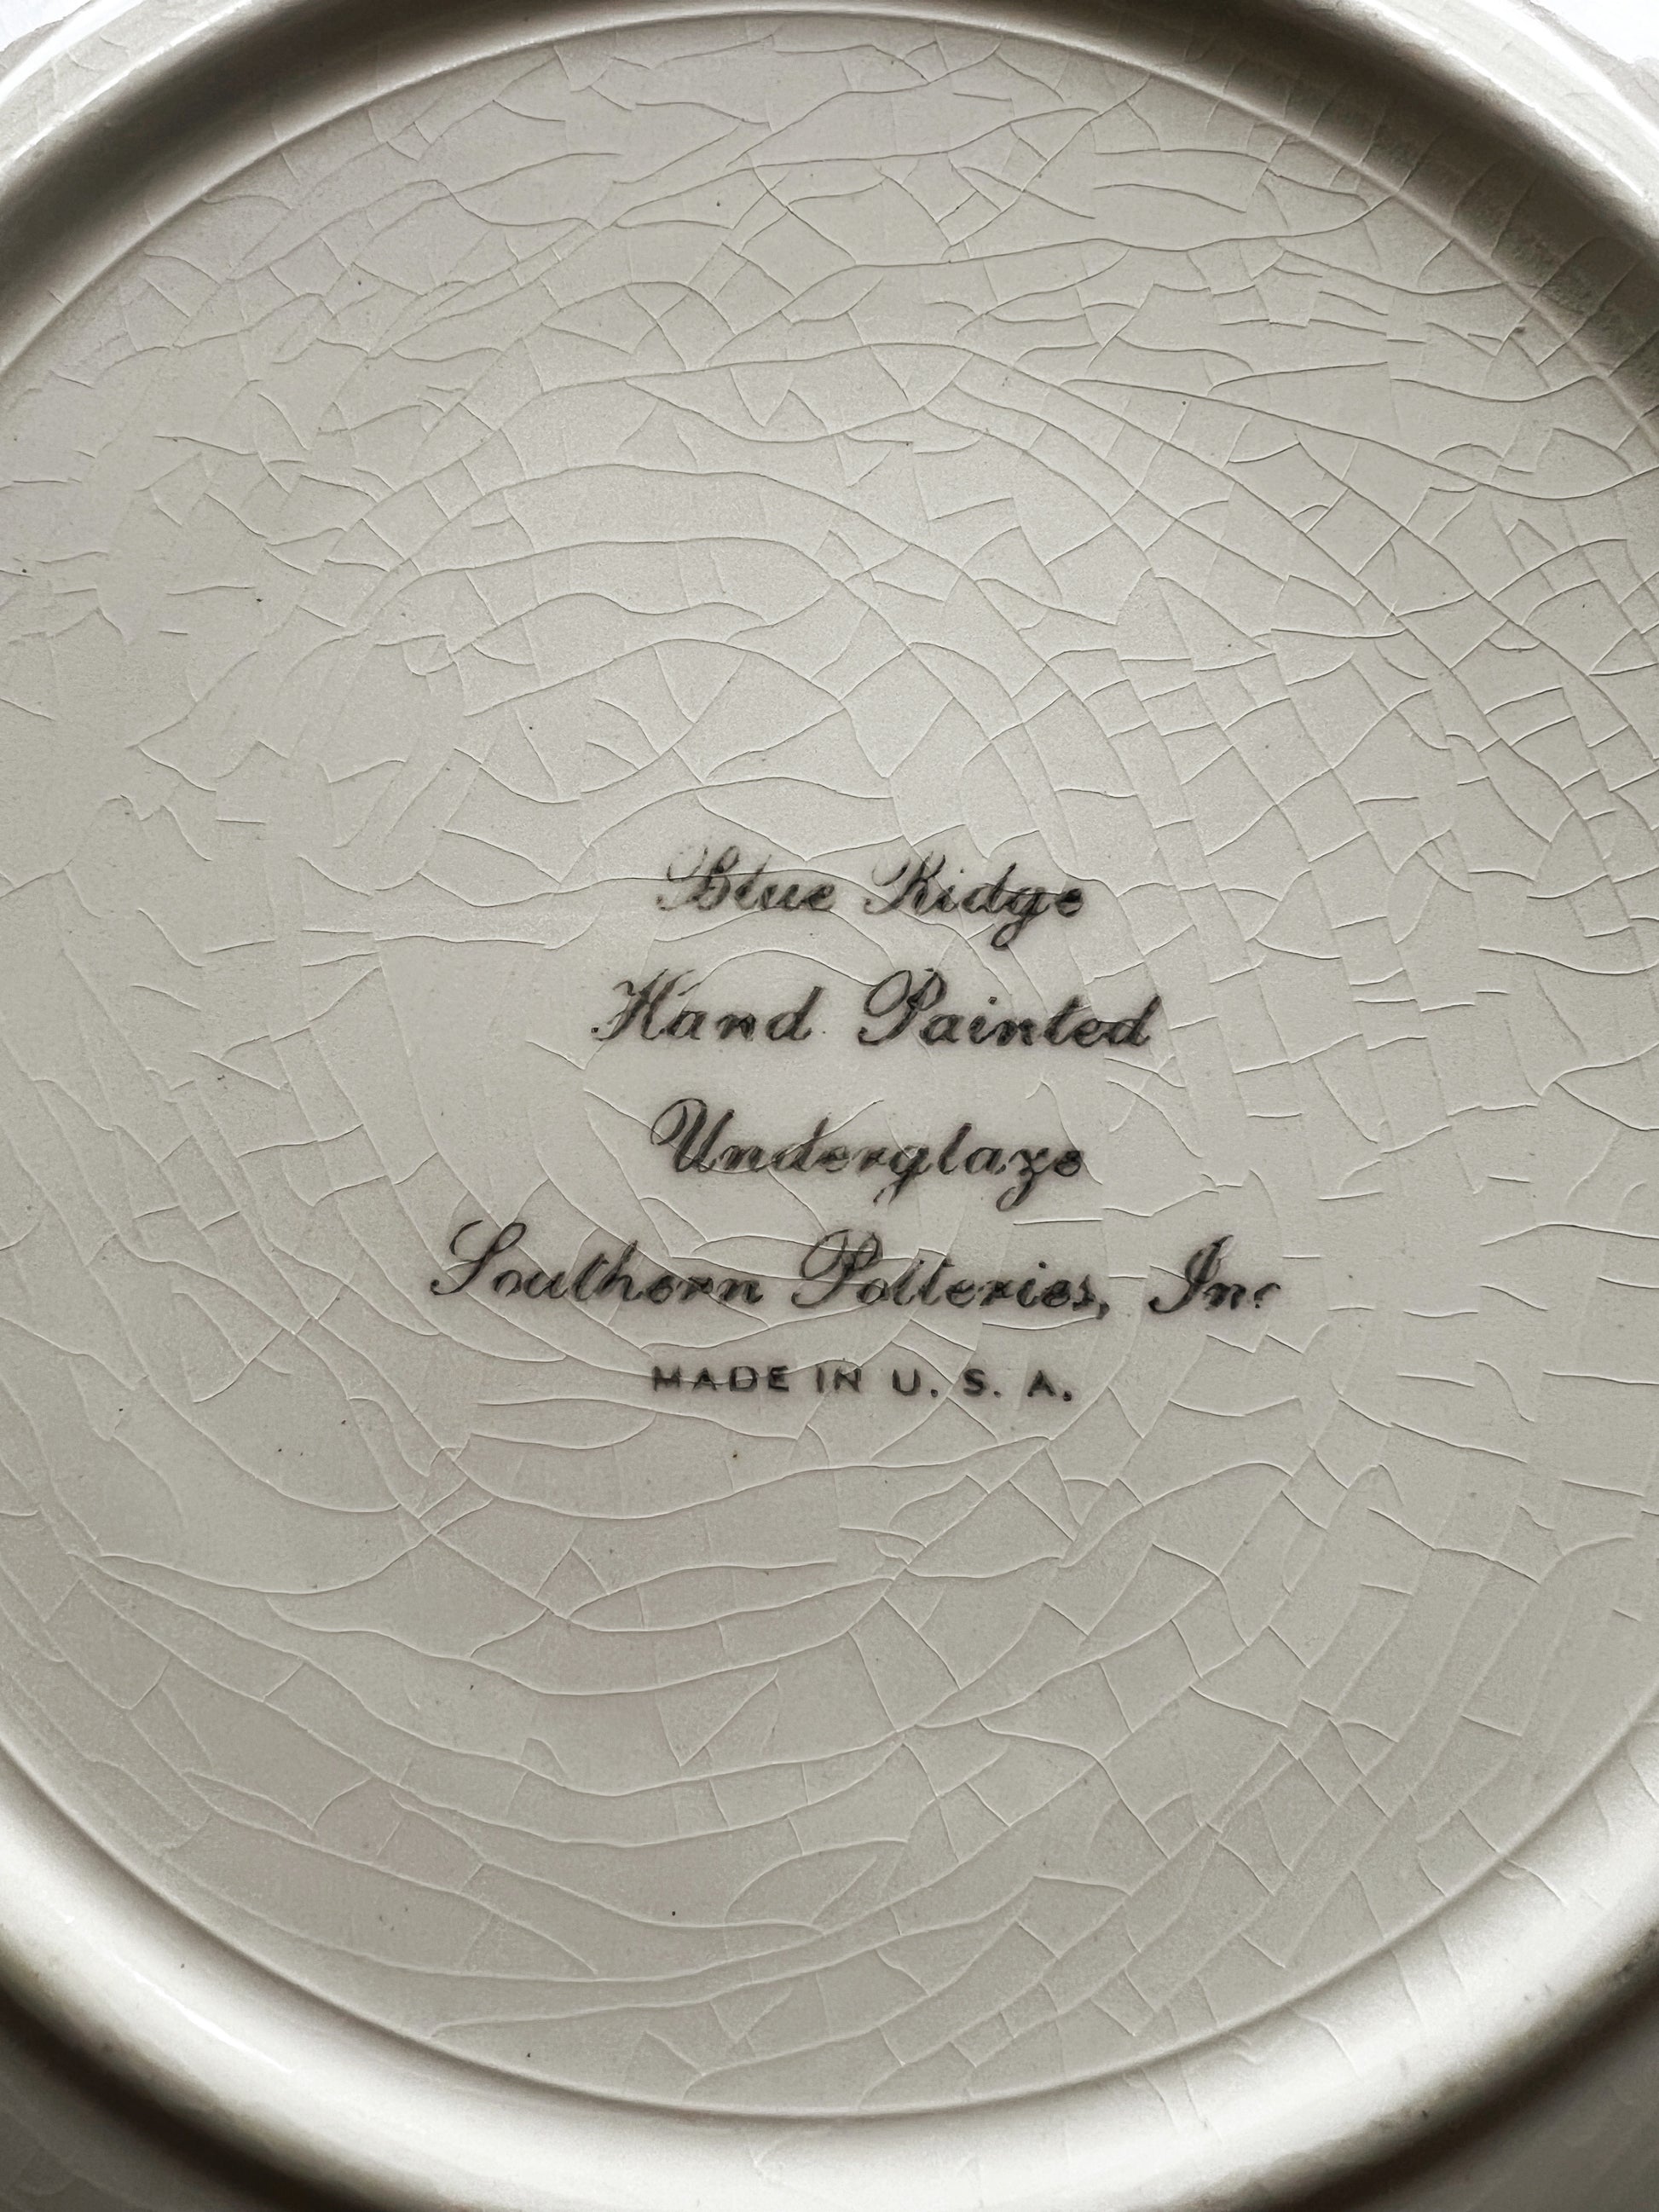 Blue Ridge
Hand Painted
Underglaze
Southern Potteries, Inc
MADE IN U. S. A.